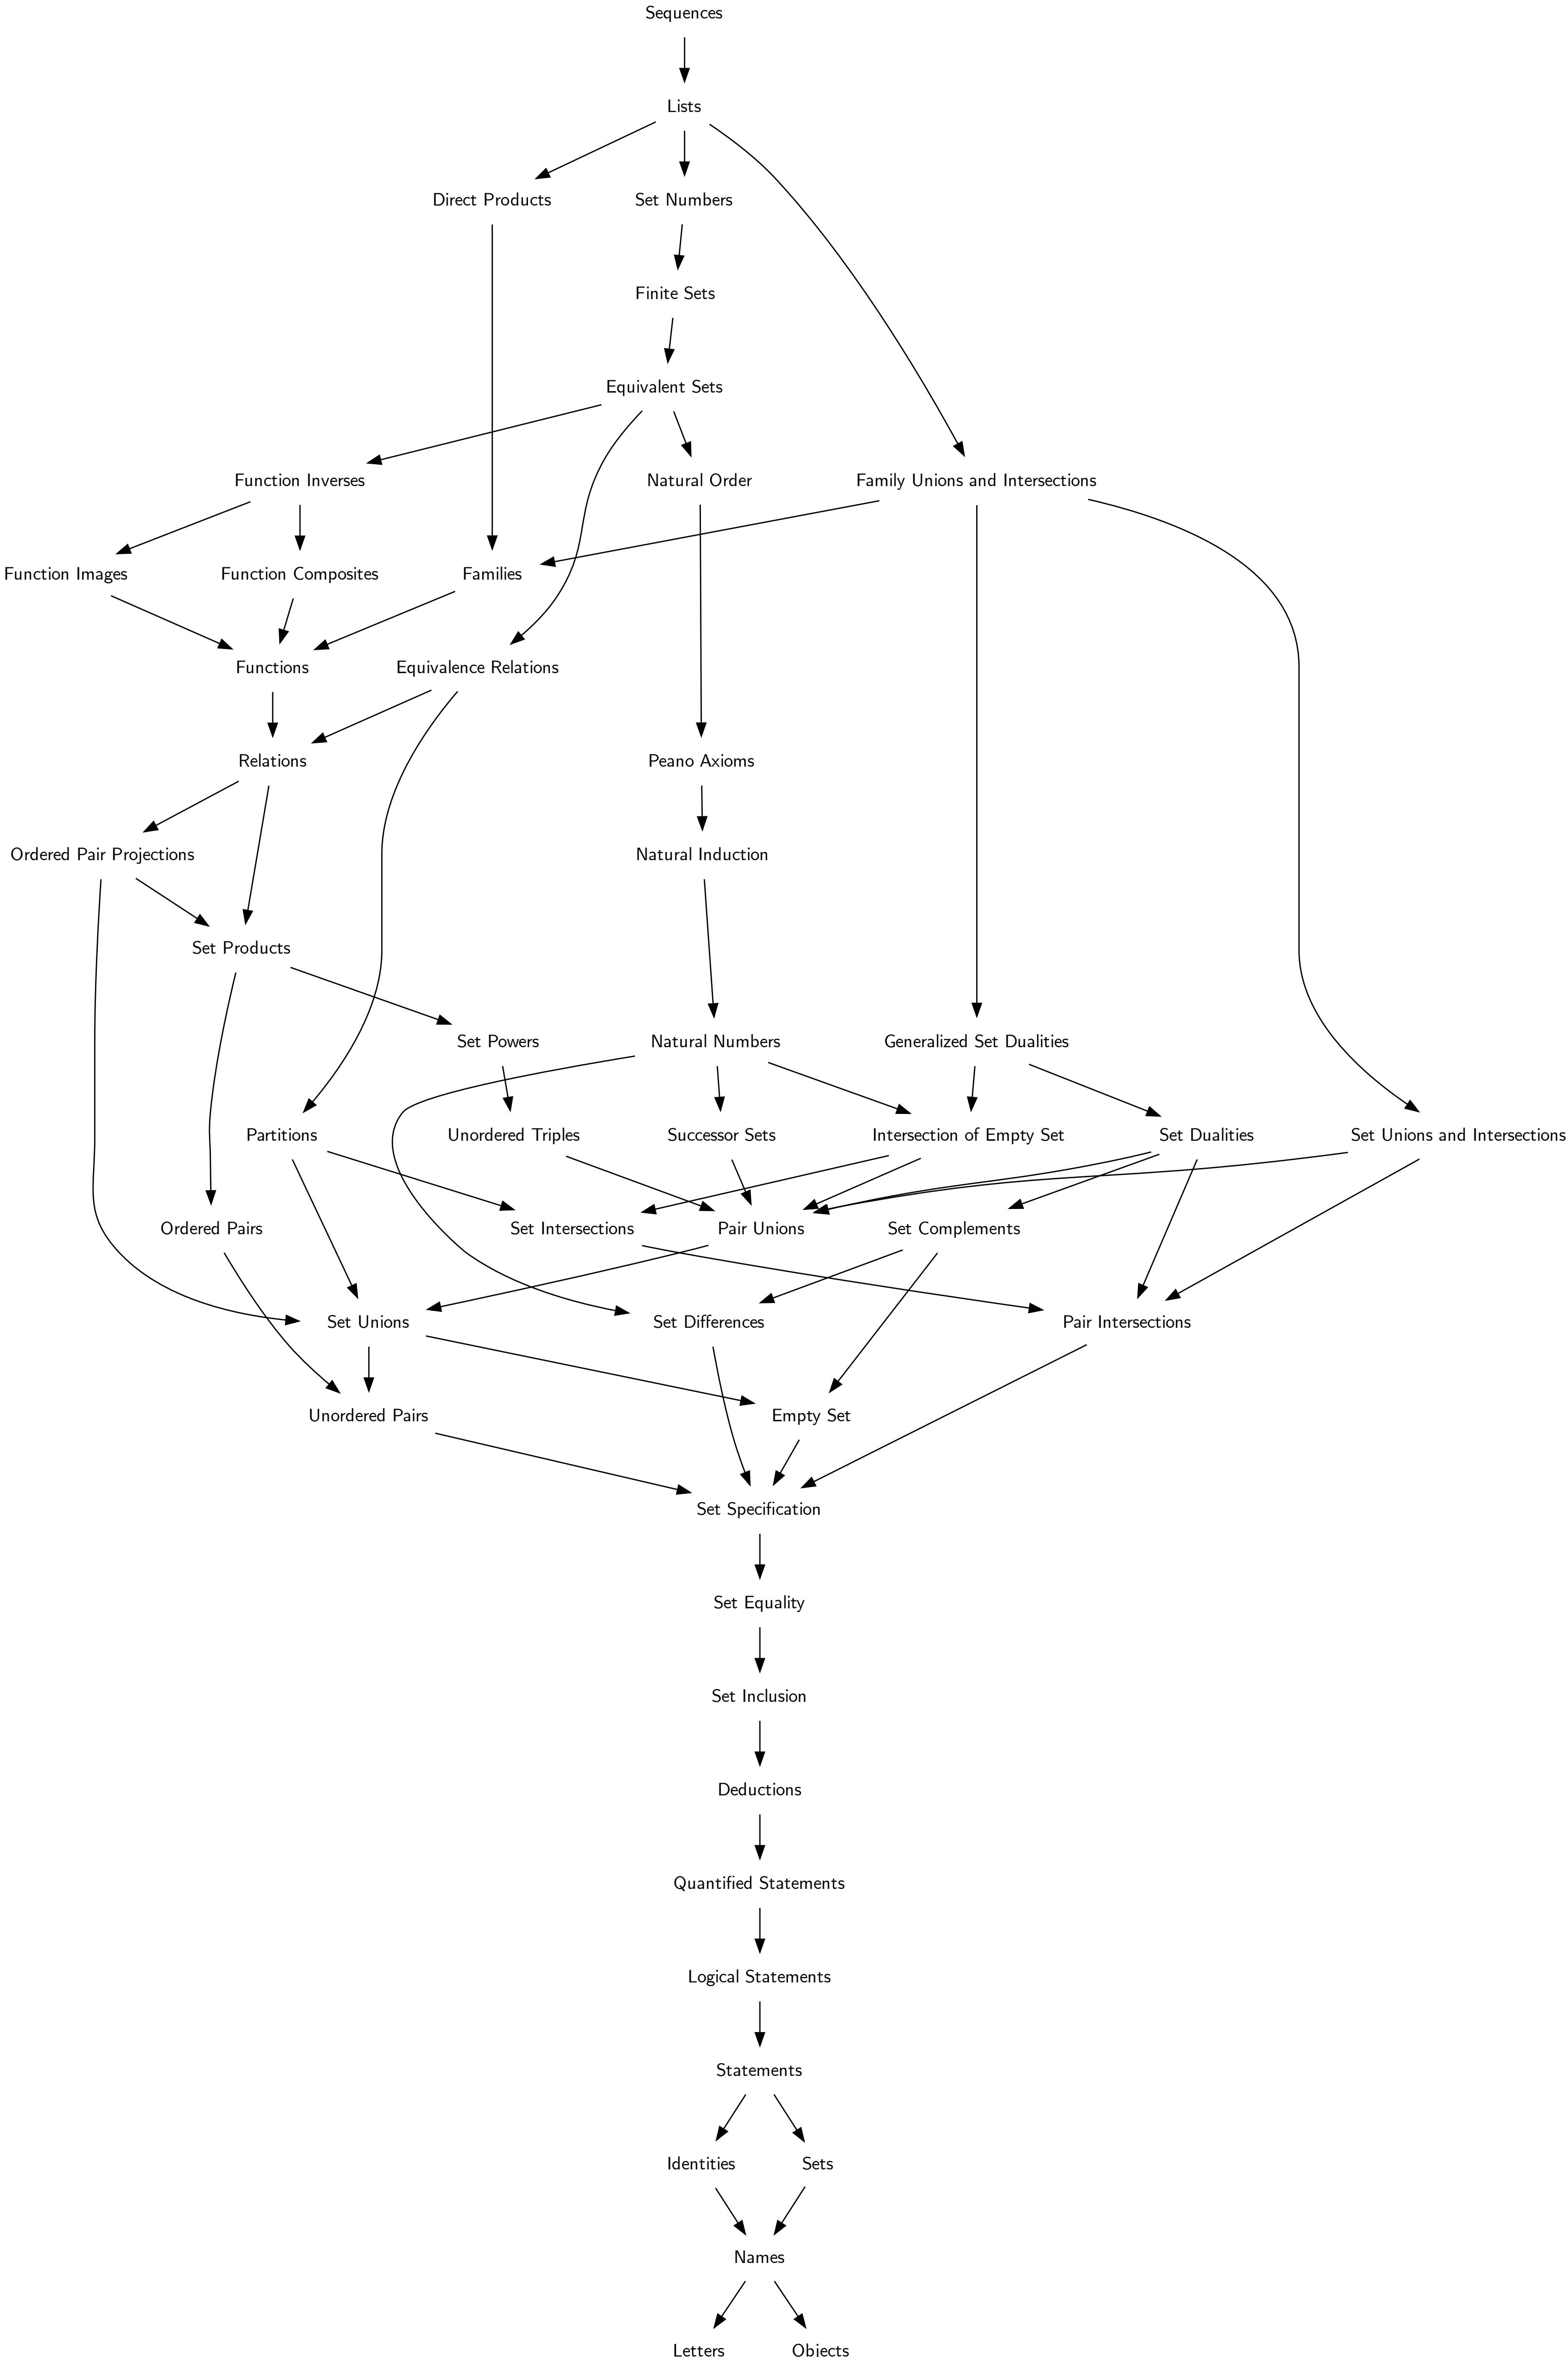 Sequences
Lists
Direct Products
Set Numbers
Finite Sets
Equivalent Sets
Function Inverses
Natural Order
Family Unions and Intersections
Function Images
Function Composites
Families
Functions
Equivalence Relations
Relations
Peano Axioms
Ordered Pair Projections
Natural Induction
Set Products
Set Powers
Natural Numbers
Generalized Set Dualities
Partitions
Unordered Triples
Successor Sets
Intersection of Empty Set
Set Dualities
Set Unions and Intersections
Ordered Pairs
Set Intersections
Pair Unions
Set Complements
Set Unions
Set Differences
Pair Intersections
Unordered Pairs
Empty Set
Set Specification
Set Equality
Set Inclusion
Deductions
Quantified Statements
Logical Statements
Statements
Identities
Sets
Names
Letters
Objects